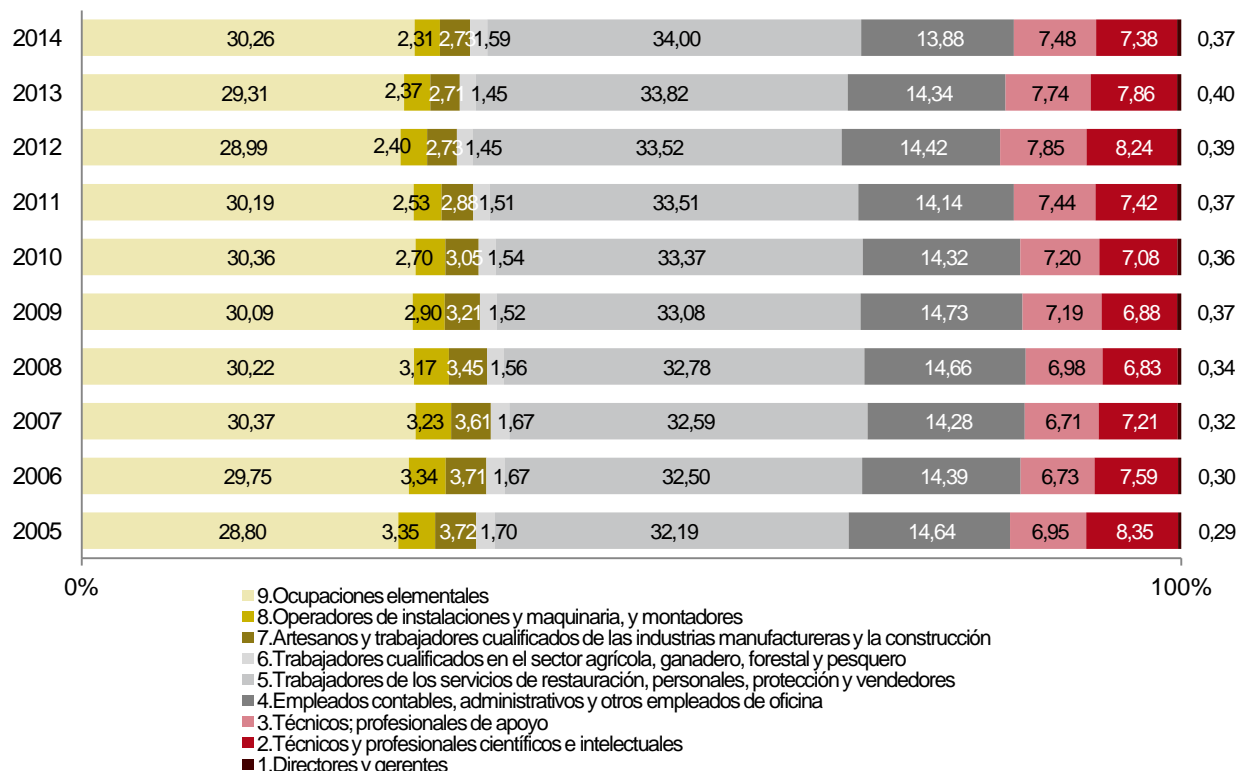 2014 30,26 2,31 2,73 1,59 34,00 13,88 7,48 7,38 0,37
2013 29,31 2,37 2,71 1,45 33,82 14,34 7,74 7,86 0,40
2012 28,99 2,40 2,73 1,45 33,52 14,42 7,85 8,24 0,39
2011 30,19 2,53 2,88 1,51 33,51 14,14 7,44 7,42 0,37
2010 30,36 2,70 3,05 1,54 33,37 14,32 7,20 7,08 0,36
2009 30,09 2,90 3,21 1,52 33,08 14,73 7,19 6,88 0,37
2008 30,22 3,17 3,45 1,56 32,78 14,66 6,98 6,83 0,34
2007 30,37 3,23 3,61 1,67 32,59 14,28 6,71 7,21 0,32
2006 29,75 3,34 3,71 1,67 32,50 14,39 6,73 7,59 0,30
2005 28,80 3,35 3,72 1,70 32,19 14,64 6,95 8,35 0,29
0% 100%
9.Ocupaciones elementales
8.Operadores de instalaciones y maquinaria, y montadores
7.Artesanos y trabajadores cualificados de las industrias manufactureras y la construcción
6.Trabajadores cualificados en el sector agrícola, ganadero, forestal y pesquero
5.Trabajadores de los servicios de restauración, personales, protección y vendedores
4.Empleados contables, administrativos y otros empleados de oficina
3.Técnicos; profesionales de apoyo
2.Técnicos y profesionales científicos e intelectuales
1.Directores y gerentes